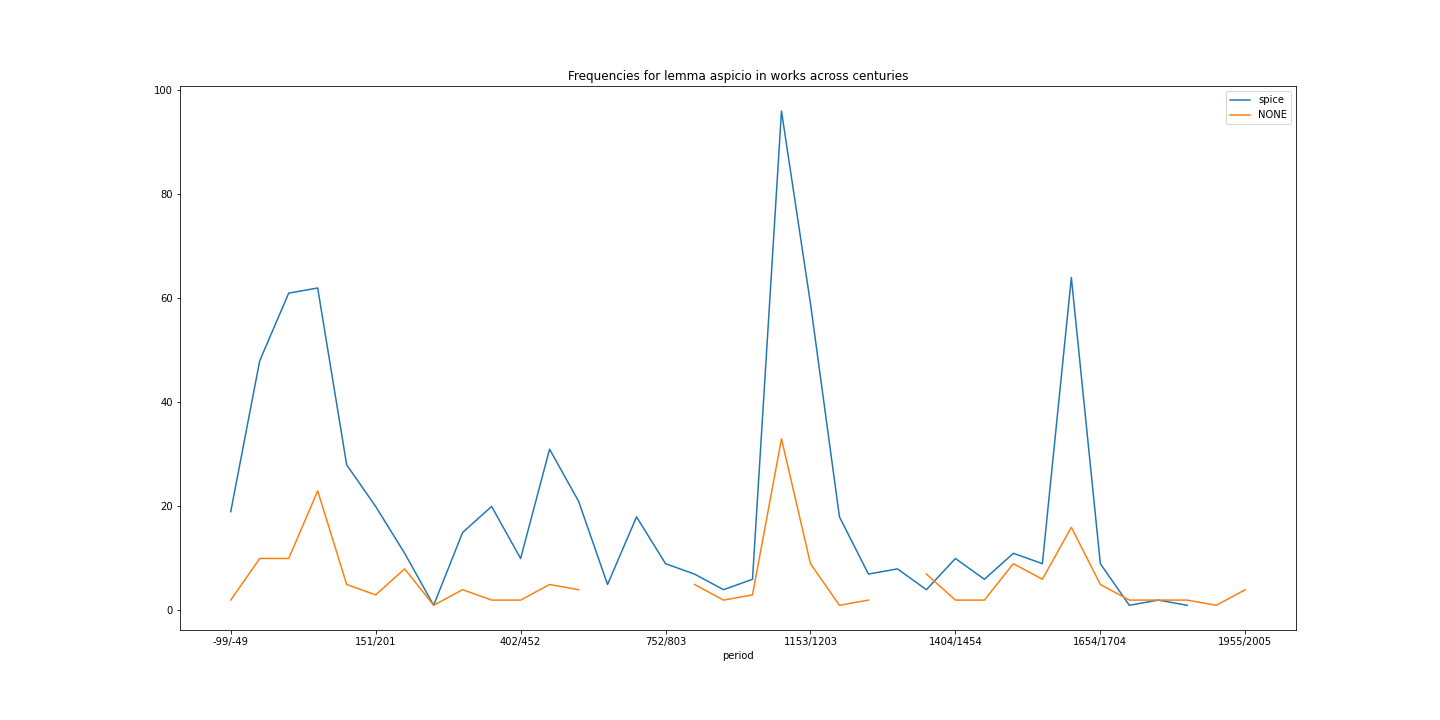 Frequencies for lemma aspicio in works across centuries
spice
NONE
100
80
60
40
20
0
-99/-49 151/201 402/452 752/803 1153/1203 1404/1454 1654/1704 1955/2005
period